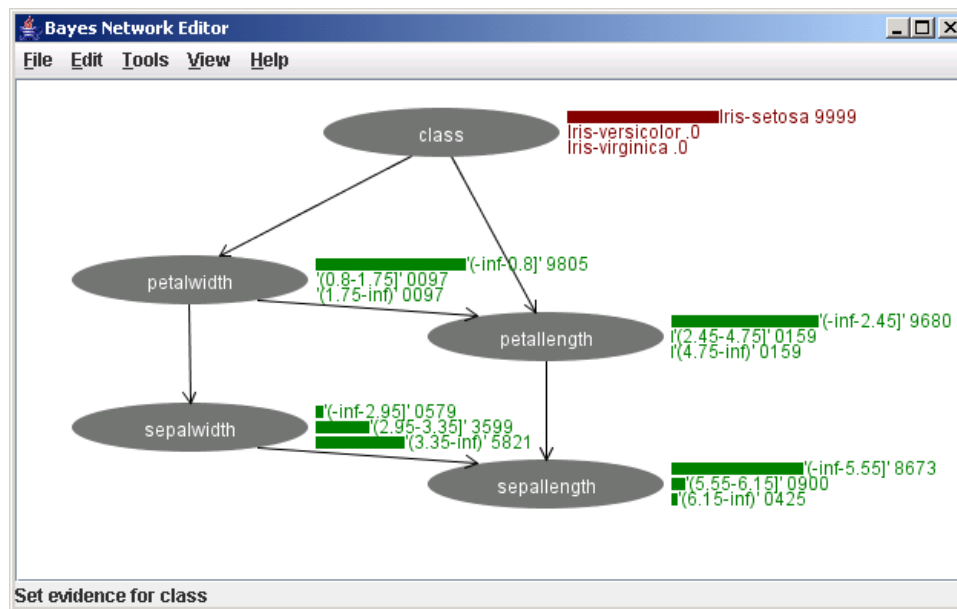 Bayes Network Editor
File Edit Tools View Help
class
Iris-setosa 9999
Iris-versicolor .0
Iris-virginica .0
petalwidth
'(-inf-0.8]' 9805
'(0.8-1.75]' 0097
'(1.75-inf)' 0097
petallength
'(-inf-2.45]' 9680
'(2.45-4.75]' 0159
'(4.75-inf)' 0159
sepalwidth
'(-inf-2.95]' 0579
'(2.95-3.35]' 3599
'(3.35-inf)' 5821
sepallength
'(-inf-5.55]' 8673
'(5.55-6.15]' 0900
'(6.15-inf)' 0425
Set evidence for class